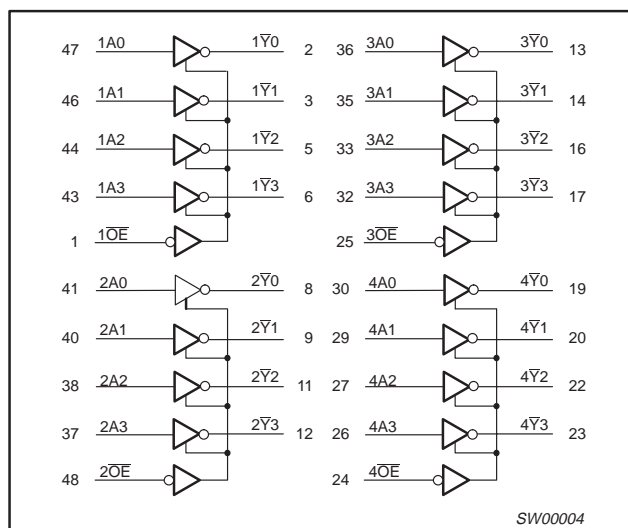 47 1A0 1Y̅0 2 36 3A0 3Y̅0 13
46 1A1 1Y̅1 3 35 3A1 3Y̅1 14
44 1A2 1Y̅2 5 33 3A2 3Y̅2 16
43 1A3 1Y̅3 6 32 3A3 3Y̅3 17
1 1O̅E̅ 25 3O̅E̅
41 2A0 2Y̅0 8 30 4A0 4Y̅0 19
40 2A1 2Y̅1 9 29 4A1 4Y̅1 20
38 2A2 2Y̅2 11 27 4A2 4Y̅2 22
37 2A3 2Y̅3 12 26 4A3 4Y̅3 23
48 2O̅E̅ 24 4O̅E̅
SW00004